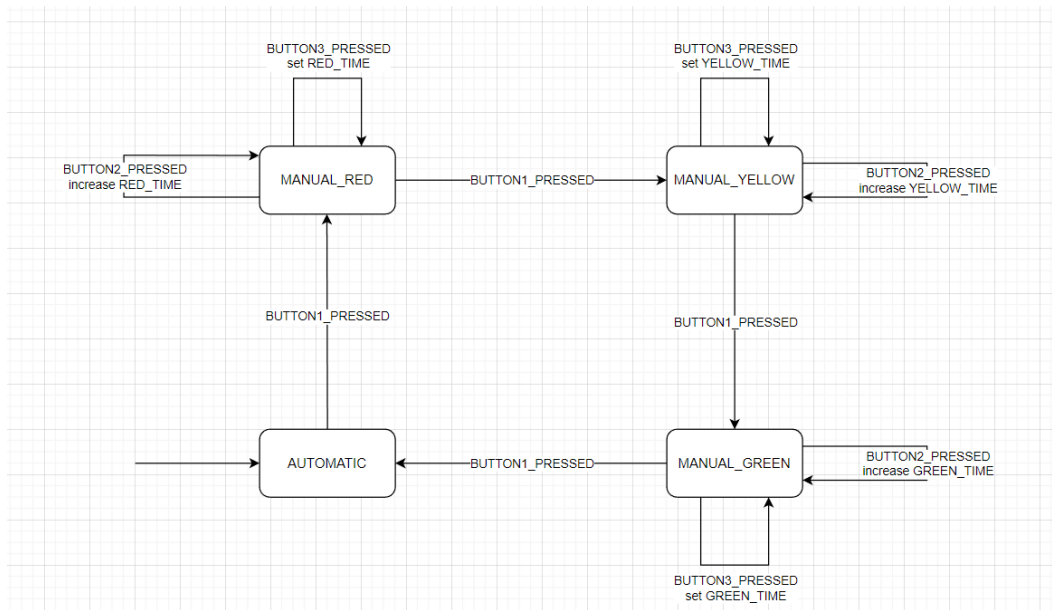 BUTTON3_PRESSED
set RED_TIME
BUTTON3_PRESSED
set YELLOW_TIME
BUTTON2_PRESSED
increase RED_TIME
MANUAL_RED
BUTTON1_PRESSED
MANUAL_YELLOW
BUTTON2_PRESSED
increase YELLOW_TIME
BUTTON1_PRESSED
BUTTON1_PRESSED
AUTOMATIC
BUTTON1_PRESSED
MANUAL_GREEN
BUTTON2_PRESSED
increase GREEN_TIME
BUTTON3_PRESSED
set GREEN_TIME